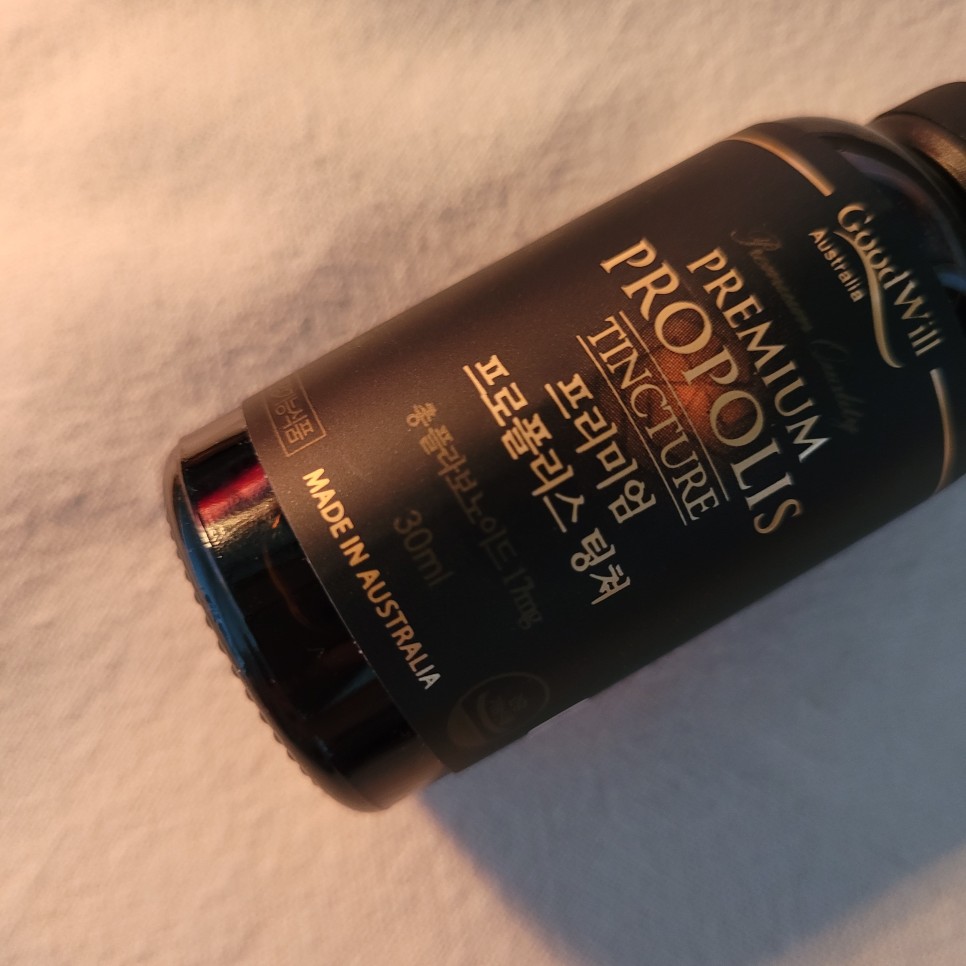 GoodWill
Australia
Premium Quality
PREMIUM
PROPOLIS
TINCTURE
프리미엄
프로폴리스 팅쳐
총 플라보노이드 17mg
30ml
MADE IN AUSTRALIA